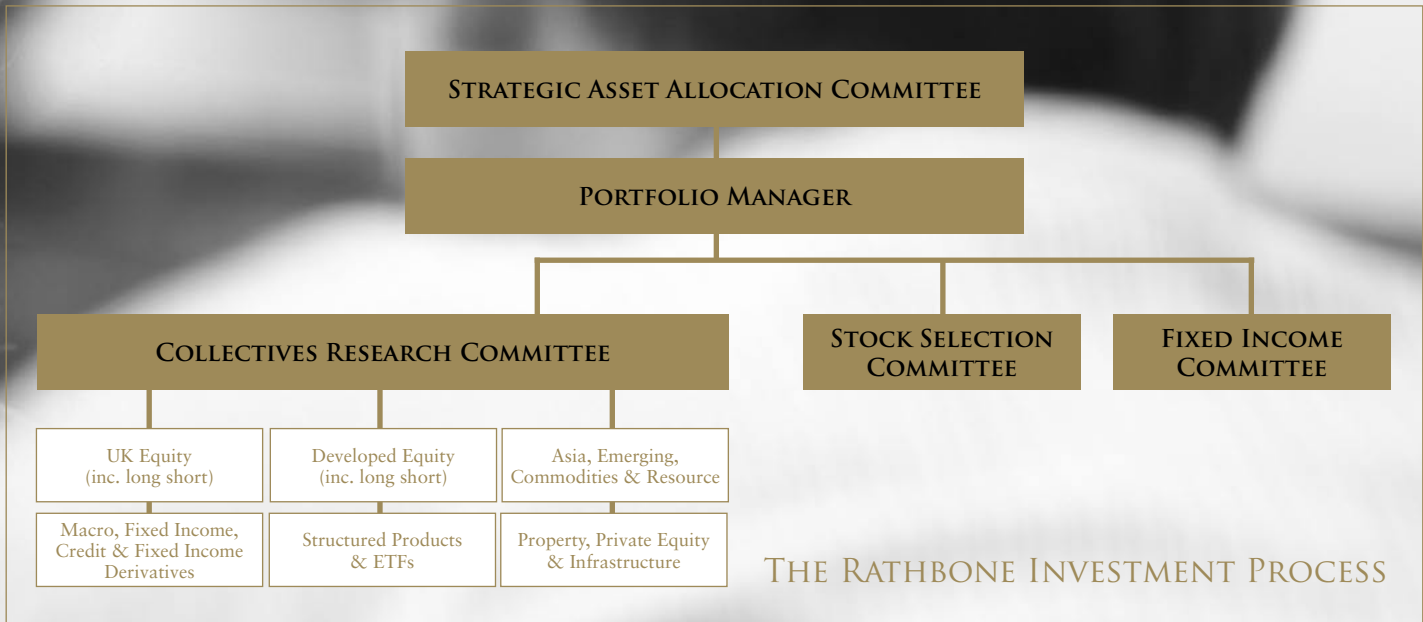 STRATEGIC ASSET ALLOCATION COMMITTEE
PORTFOLIO MANAGER
COLLECTIVES RESEARCH COMMITTEE
STOCK SELECTION
COMMITTEE
FIXED INCOME
COMMITTEE
UK Equity
(inc. long short)
Developed Equity
(inc. long short)
Asia, Emerging,
Commodities & Resource
Macro, Fixed Income,
Credit & Fixed Income
Derivatives
Structured Products
& ETFs
Property, Private Equity
& Infrastructure
THE RATHBONE INVESTMENT PROCESS